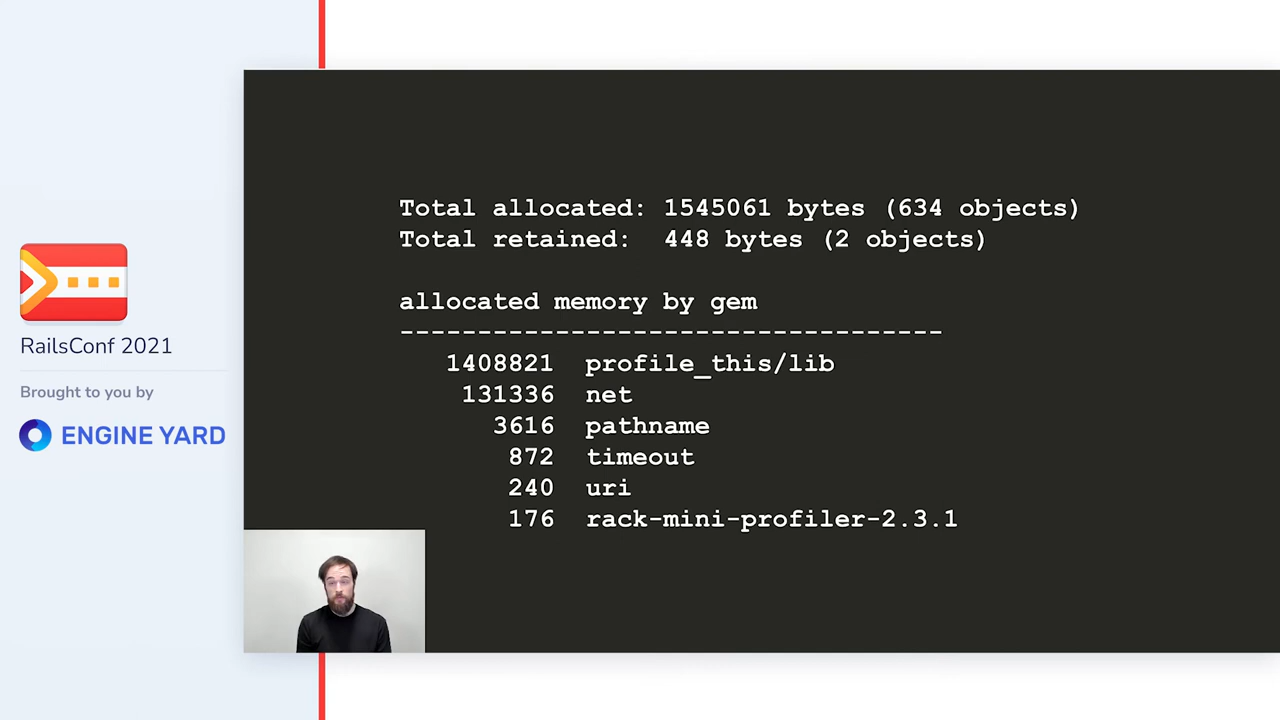 RailsConf 2021
Brought to you by
ENGINE YARD
Total allocated: 1545061 bytes (634 objects)
Total retained:  448 bytes (2 objects)
allocated memory by gem
-----------------------------------
1408821  profile_this/lib
131336  net
3616  pathname
872  timeout
240  uri
176  rack-mini-profiler-2.3.1